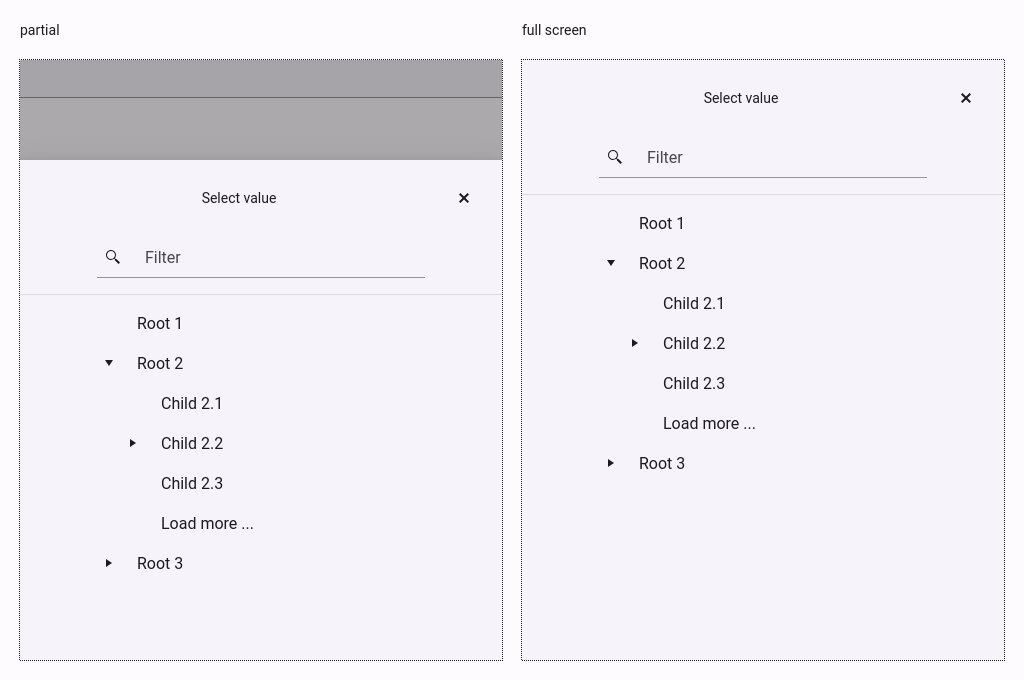 partial
Select value
Filter
Root 1
Root 2
Child 2.1
Child 2.2
Child 2.3
Load more ...
Root 3
full screen
Select value
Filter
Root 1
Root 2
Child 2.1
Child 2.2
Child 2.3
Load more ...
Root 3